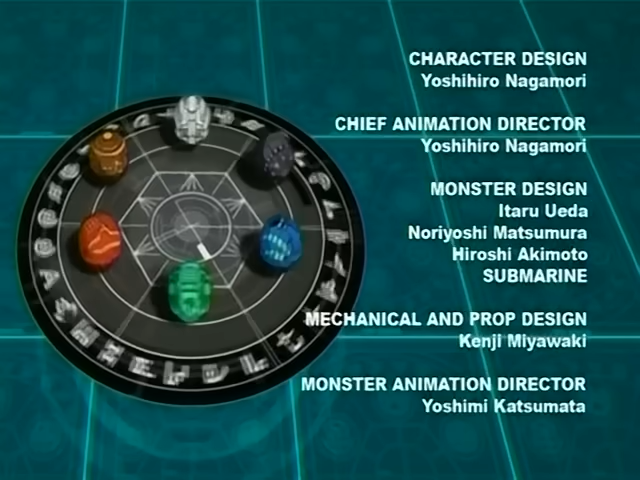 CHARACTER DESIGN
Yoshihiro Nagamori
CHIEF ANIMATION DIRECTOR
Yoshihiro Nagamori
MONSTER DESIGN
Itaru Ueda
Noriyoshi Matsumura
Hiroshi Akimoto
SUBMARINE
MECHANICAL AND PROP DESIGN
Kenji Miyawaki
MONSTER ANIMATION DIRECTOR
Yoshimi Katsumata